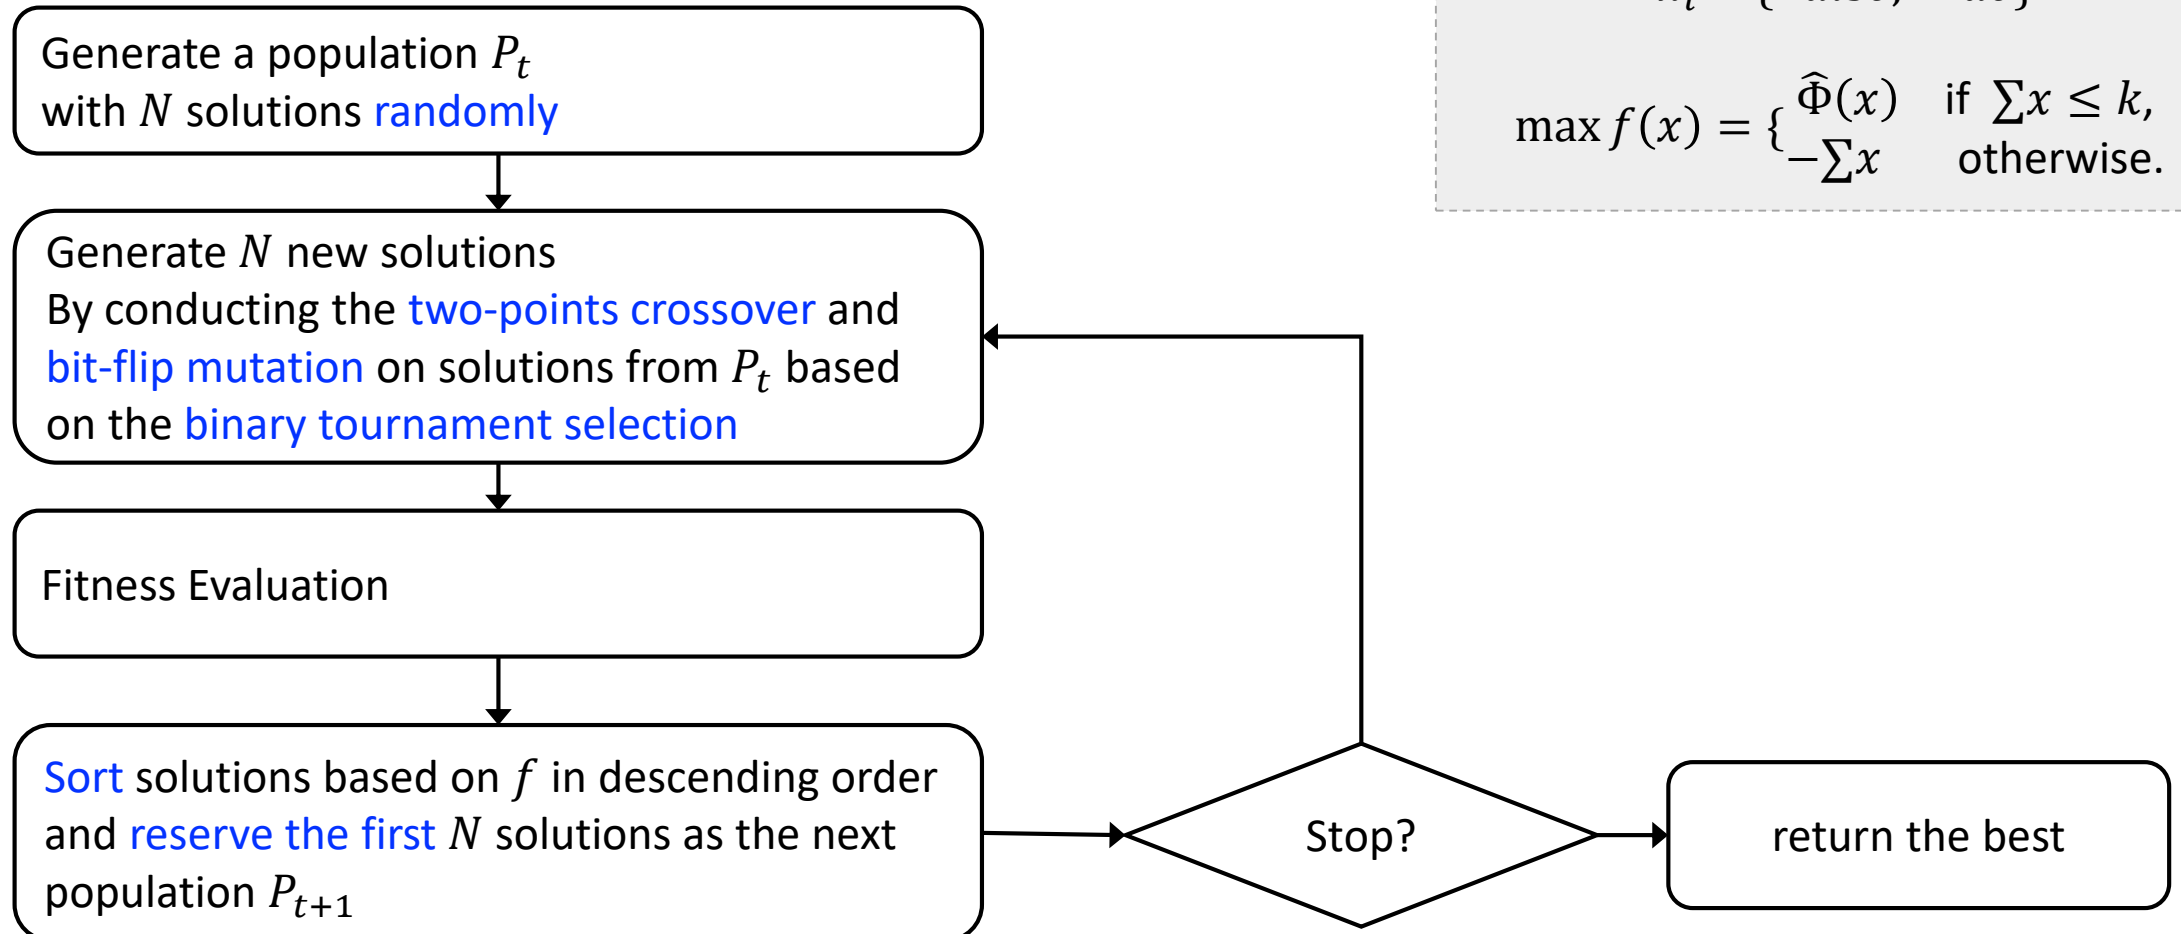 Generate a population P_t
with N solutions randomly
Generate N new solutions
By conducting the two-points crossover and
bit-flip mutation on solutions from P_t based
on the binary tournament selection
Fitness Evaluation
Sort solutions based on f in descending order
and reserve the first N solutions as the next
population P_{t+1}
Stop?
return the best
max f(x) = { Φ̂(x) if ∑x ≤ k,
−∑x otherwise.